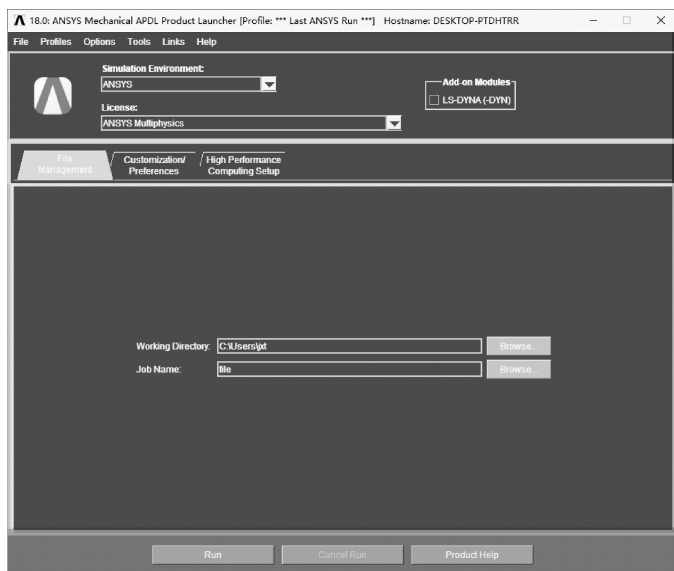 18.0: ANSYS Mechanical APDL Product Launcher [Profile: *** Last ANSYS Run ***] Hostname: DESKTOP-PTDHTRR
File Profiles Options Tools Links Help
Simulation Environment:
ANSYS
Add-on Modules
LS-DYNA (-DYN)
License:
ANSYS Multiphysics
File
Management
Customization/
Preferences
High Performance
Computing Setup
Working Directory: C:\Users\jxt Browse...
Job Name: file Browse...
Run Cancel Run Product Help